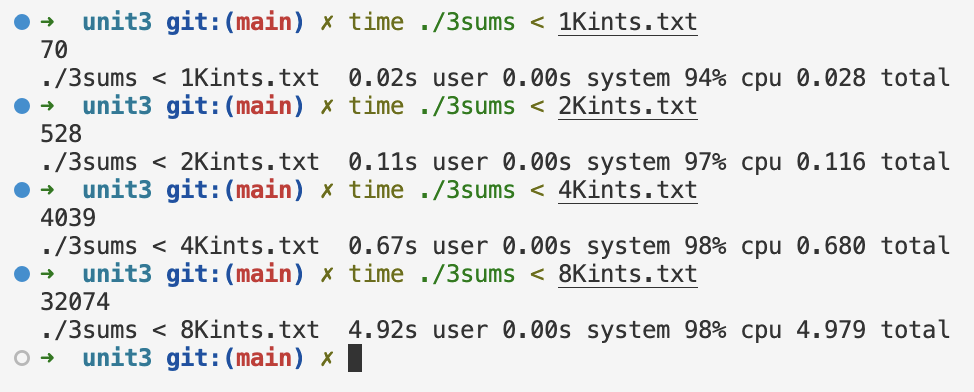 ➜  unit3 git:(main) ✗ time ./3sums < 1Kints.txt
70
./3sums < 1Kints.txt  0.02s user 0.00s system 94% cpu 0.028 total
➜  unit3 git:(main) ✗ time ./3sums < 2Kints.txt
528
./3sums < 2Kints.txt  0.11s user 0.00s system 97% cpu 0.116 total
➜  unit3 git:(main) ✗ time ./3sums < 4Kints.txt
4039
./3sums < 4Kints.txt  0.67s user 0.00s system 98% cpu 0.680 total
➜  unit3 git:(main) ✗ time ./3sums < 8Kints.txt
32074
./3sums < 8Kints.txt  4.92s user 0.00s system 98% cpu 4.979 total
➜  unit3 git:(main) ✗